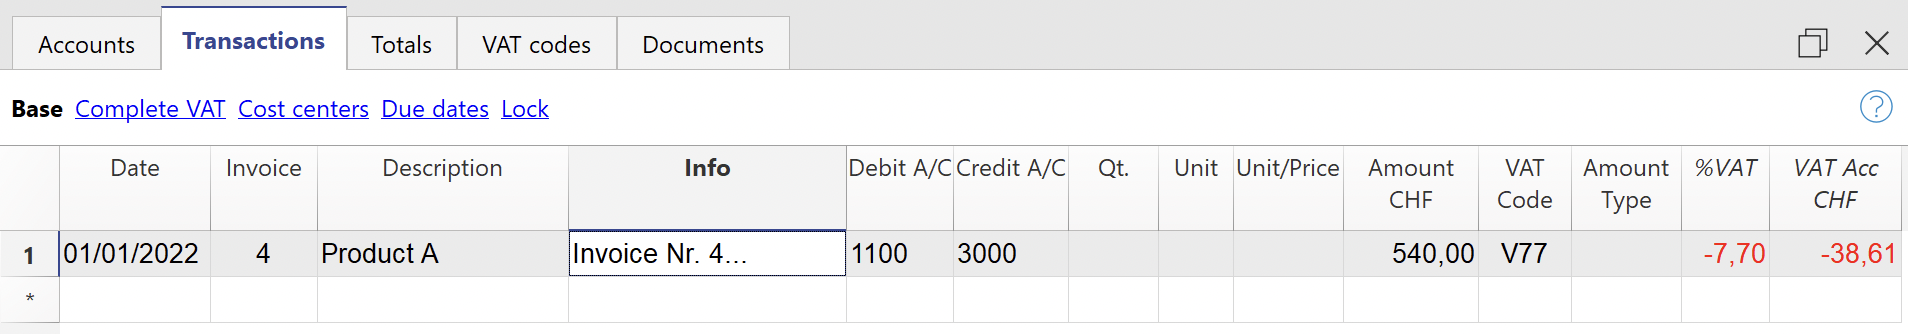 Accounts Transactions Totals VAT codes Documents
Base Complete VAT Cost centers Due dates Lock ?
Date Invoice Description Info Debit A/C Credit A/C Qt. Unit Unit/Price Amount CHF VAT Code Amount Type %VAT VAT Acc CHF
1 01/01/2022 4 Product A Invoice Nr. 4... 1100 3000 540,00 V77 -7,70 -38,61
*